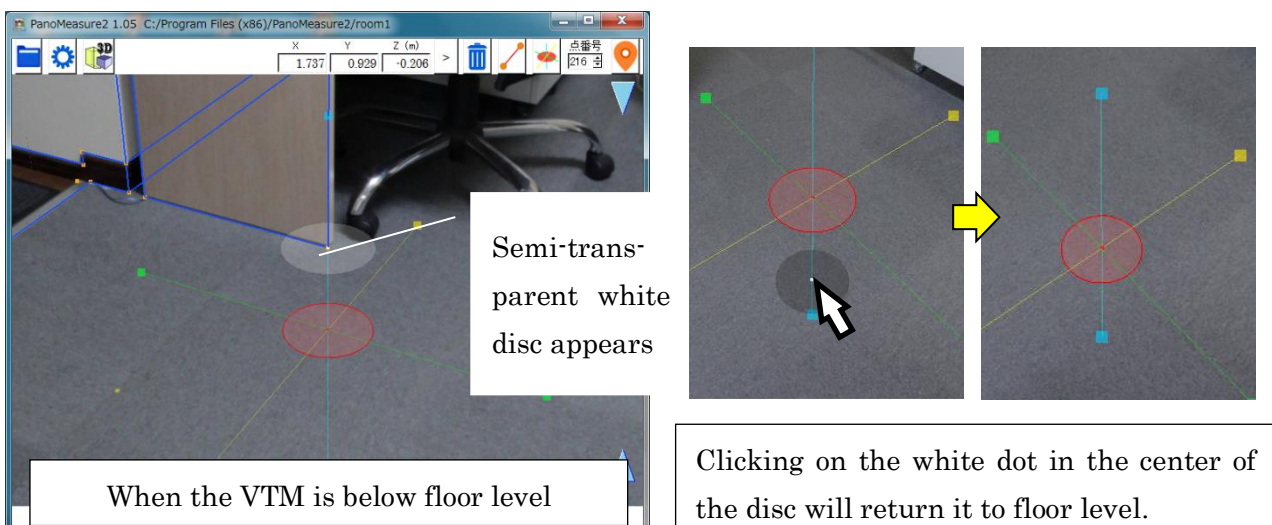 PanoMeasure2 1.05 C:/Program Files (x86)/PanoMeasure2/room1
3D
X Y Z (m)
1.737 0.929 -0.206 >
点番号
216
Semi-trans-
parent white
disc appears
When the VTM is below floor level
Clicking on the white dot in the center of
the disc will return it to floor level.